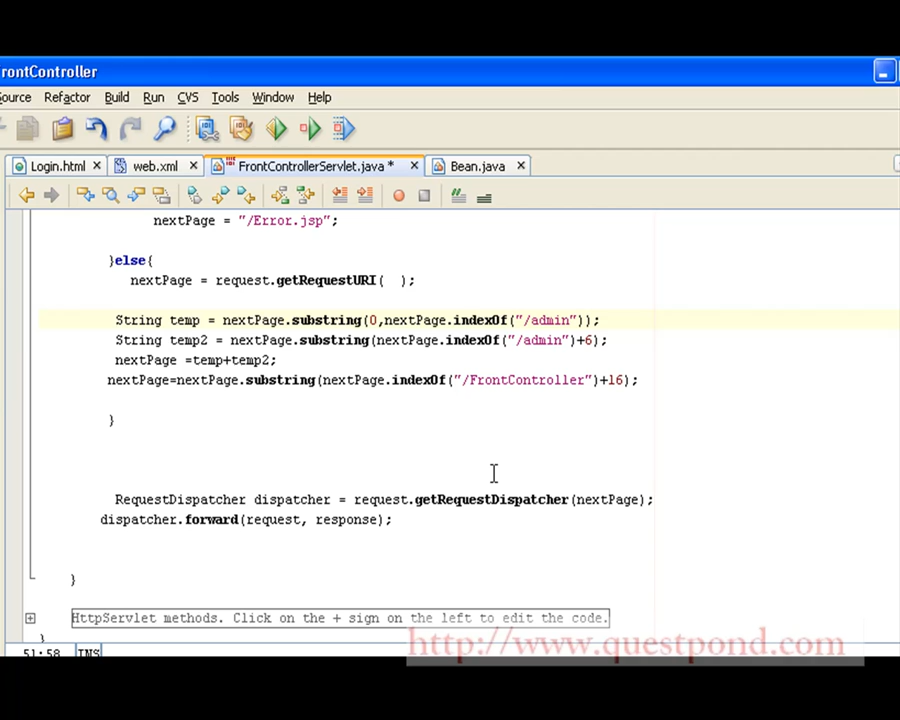 rontController
ource Refactor Build Run CVS Tools Window Help
Login.html web.xml FrontControllerServlet.java * Bean.java
nextPage = "/Error.jsp";
}else{
nextPage = request.getRequestURI(  );
String temp = nextPage.substring(0,nextPage.indexOf("/admin"));
String temp2 = nextPage.substring(nextPage.indexOf("/admin")+6);
nextPage =temp+temp2;
nextPage=nextPage.substring(nextPage.indexOf("/FrontController")+16);
}
RequestDispatcher dispatcher = request.getRequestDispatcher(nextPage);
dispatcher.forward(request, response);
}
HttpServlet methods. Click on the + sign on the left to edit the code.
}
51:58 INS
http://www.questpond.com